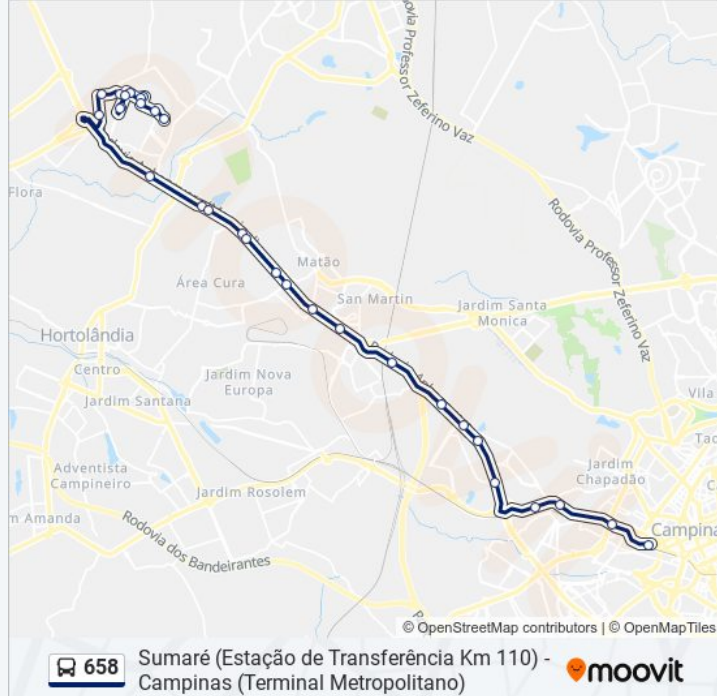 Rodovia Professor Zeferino Vaz
Rodovia Professor Zeferino Vaz
Flora
Matão
Área Cura
San Martin
Jardim Santa
Monica
Hortolândia
Centro
Jardim Nova
Europa
Jardim Santana
Vila
Adventista
Campineiro
Jardim
Chapadão
Jardim Rosolem
m Amanda
Campina
Rodovia dos Bandeirantes
© OpenStreetMap contributors | © OpenMapTiles
658
Sumaré (Estação de Transferência Km 110) -
Campinas (Terminal Metropolitano)
moovit